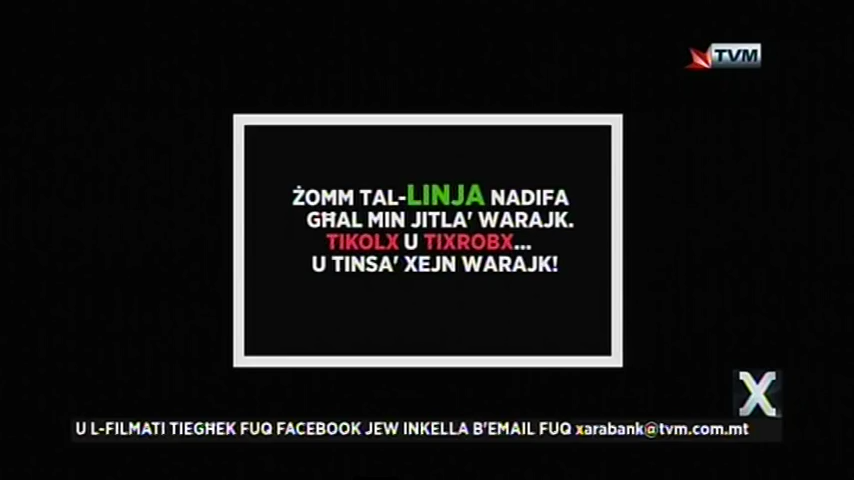 TVM
ŻOMM TAL-LINJA NADIFA
GĦAL MIN JITLA' WARAJK.
TIKOLX U TIXROBX...
U TINSA' XEJN WARAJK!
X
U L-FILMATI TIEGĦEK FUQ FACEBOOK JEW INKELLA B'EMAIL FUQ xarabank@tvm.com.mt